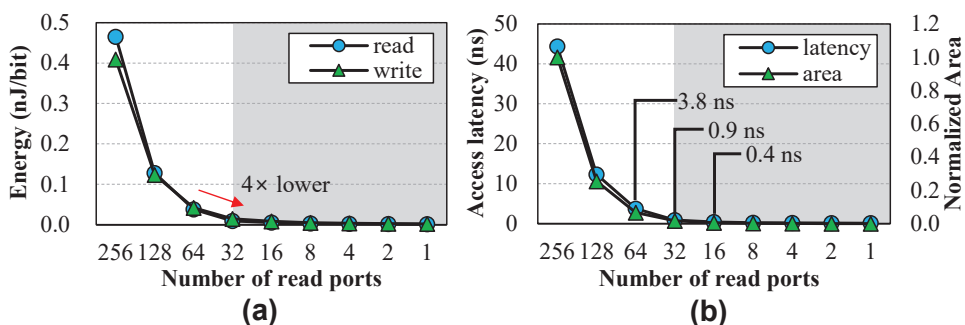 Energy (nJ/bit)
0.5
0.4
0.3
0.2
0.1
0.0
read
write
4× lower
256 128 64 32 16 8 4 2 1
Number of read ports
(a)
Access latency (ns)
50
40
30
20
10
0
latency
area
3.8 ns
0.9 ns
0.4 ns
1.2
1.0
0.8
0.6
0.4
0.2
0.0
Normalized Area
256 128 64 32 16 8 4 2 1
Number of read ports
(b)